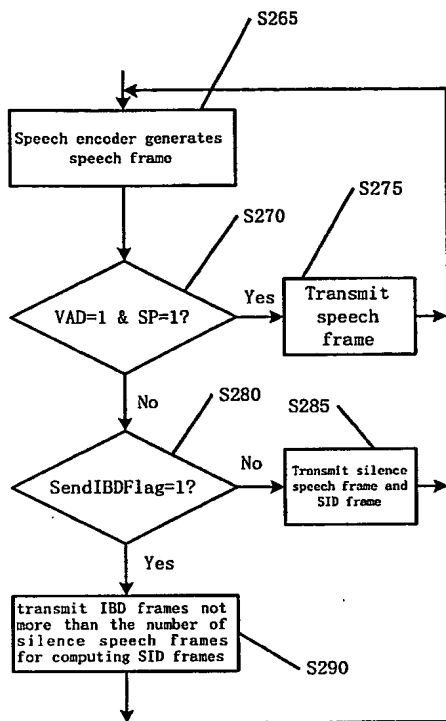 S265
Speech encoder generates
speech frame
S270
S275
VAD=1 & SP=1?
Yes
Transmit
speech
frame
No
S280
S285
SendIBDFlag=1?
No
Transmit silence
speech frame and
SID frame
Yes
transmit IBD frames not
more than the number of
silence speech frames
for computing SID frames
S290